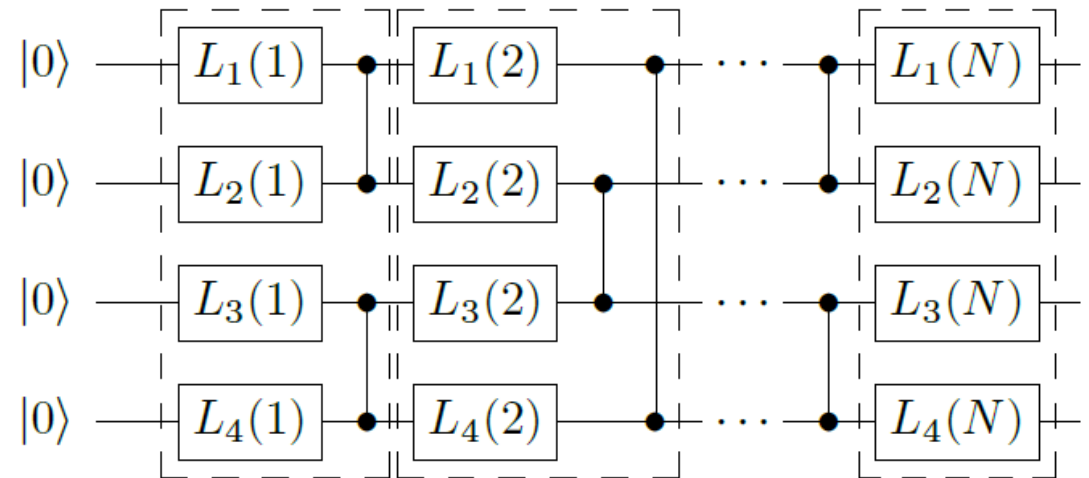 |0⟩ L₁(1) L₁(2) ··· L₁(N)
|0⟩ L₂(1) L₂(2) ··· L₂(N)
|0⟩ L₃(1) L₃(2) ··· L₃(N)
|0⟩ L₄(1) L₄(2) ··· L₄(N)